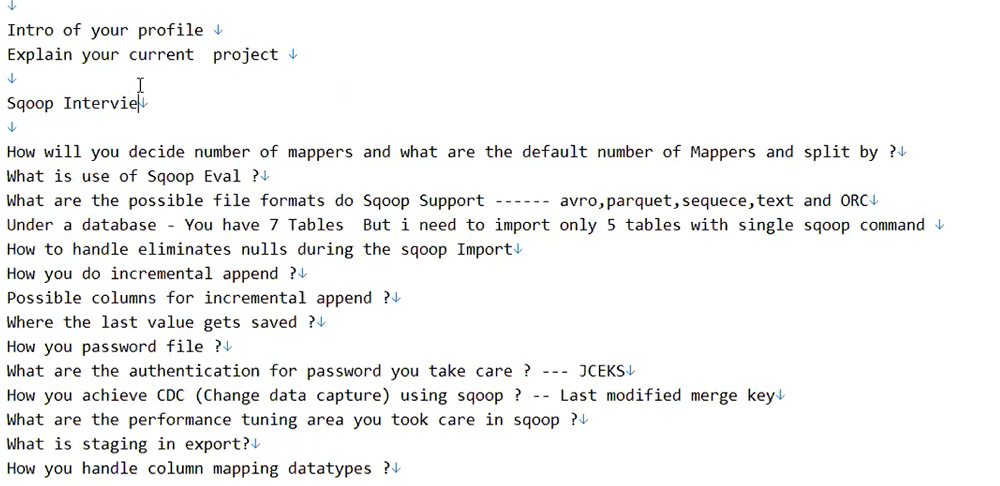 ↓
Intro of your profile ↓
Explain your current  project ↓
↓
Sqoop Intervie↓
↓
How will you decide number of mappers and what are the default number of Mappers and split by ?↓
What is use of Sqoop Eval ?↓
What are the possible file formats do Sqoop Support ------ avro,parquet,sequece,text and ORC↓
Under a database - You have 7 Tables  But i need to import only 5 tables with single sqoop command ↓
How to handle eliminates nulls during the sqoop Import↓
How you do incremental append ?↓
Possible columns for incremental append ?↓
Where the last value gets saved ?↓
How you password file ?↓
What are the authentication for password you take care ? --- JCEKS↓
How you achieve CDC (Change data capture) using sqoop ? -- Last modified merge key↓
What are the performance tuning area you took care in sqoop ?↓
What is staging in export?↓
How you handle column mapping datatypes ?↓